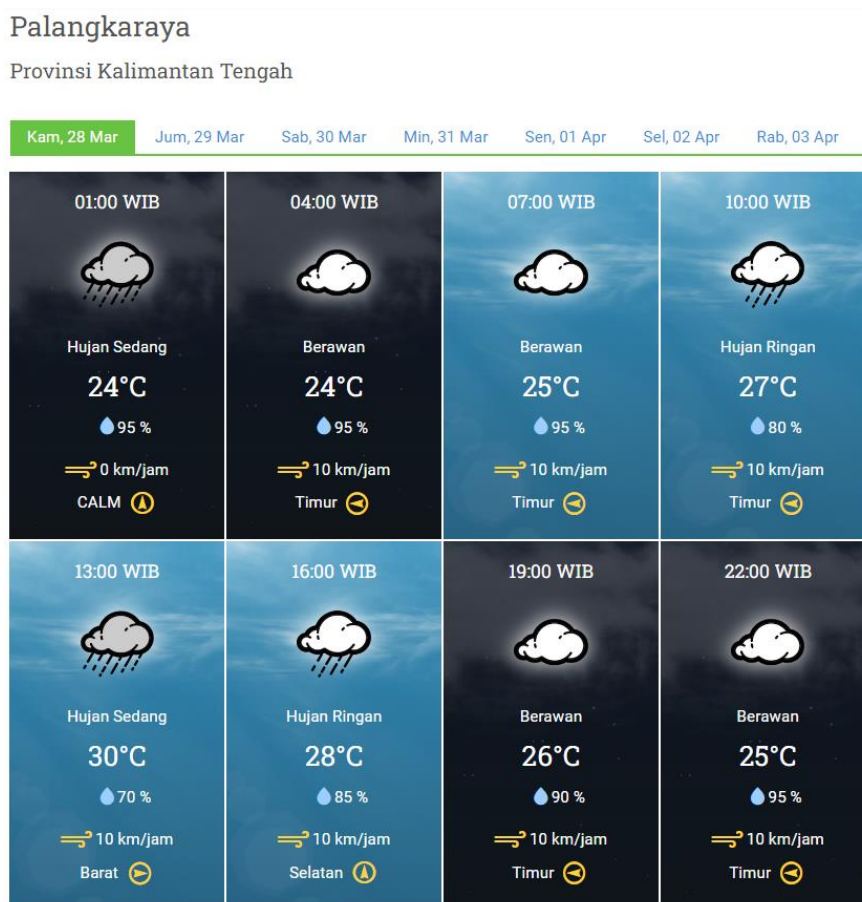 Palangkaraya
Provinsi Kalimantan Tengah
Kam, 28 Mar Jum, 29 Mar Sab, 30 Mar Min, 31 Mar Sen, 01 Apr Sel, 02 Apr Rab, 03 Apr
01:00 WIB
Hujan Sedang
24°C
95 %
0 km/jam
CALM
04:00 WIB
Berawan
24°C
95 %
10 km/jam
Timur
07:00 WIB
Berawan
25°C
95 %
10 km/jam
Timur
10:00 WIB
Hujan Ringan
27°C
80 %
10 km/jam
Timur
13:00 WIB
Hujan Sedang
30°C
70 %
10 km/jam
Barat
16:00 WIB
Hujan Ringan
28°C
85 %
10 km/jam
Selatan
19:00 WIB
Berawan
26°C
90 %
10 km/jam
Timur
22:00 WIB
Berawan
25°C
95 %
10 km/jam
Timur